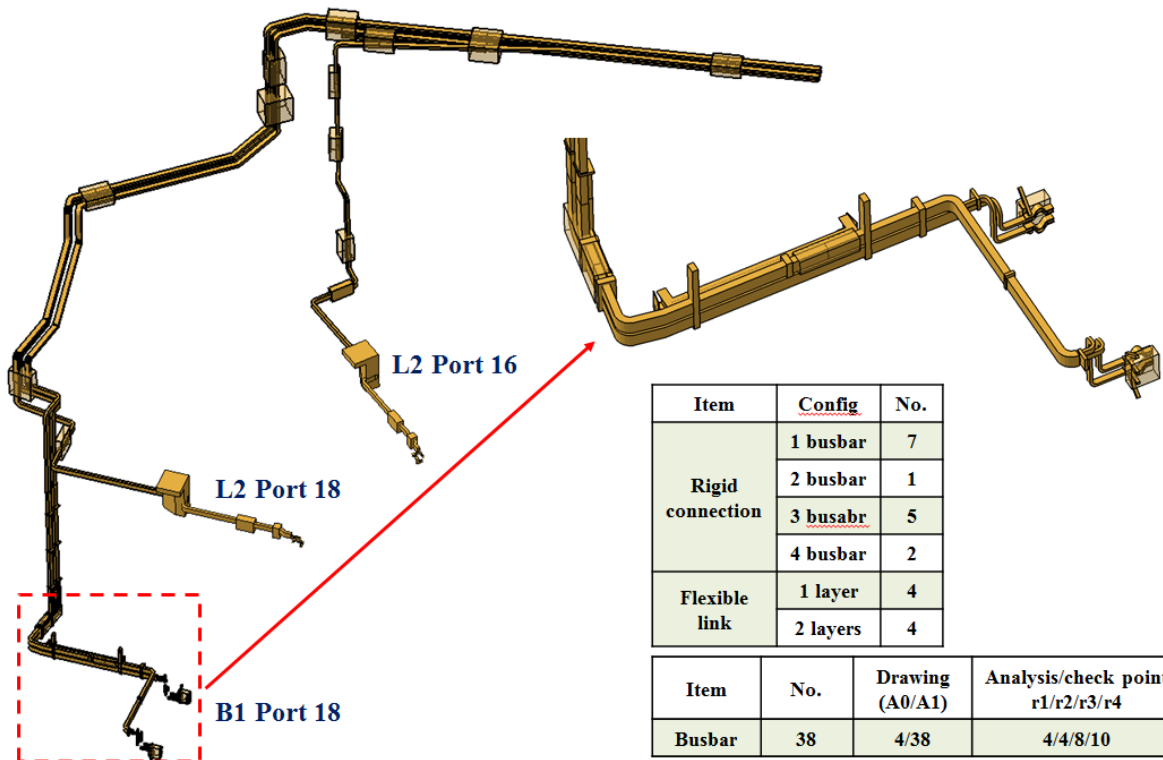 L2 Port 16
L2 Port 18
B1 Port 18
Item Config No.
Rigid connection 1 busbar 7
2 busbar 1
3 busabr 5
4 busbar 2
Flexible link 1 layer 4
2 layers 4
Item No. Drawing (A0/A1) Analysis/check point r1/r2/r3/r4
Busbar 38 4/38 4/4/8/10